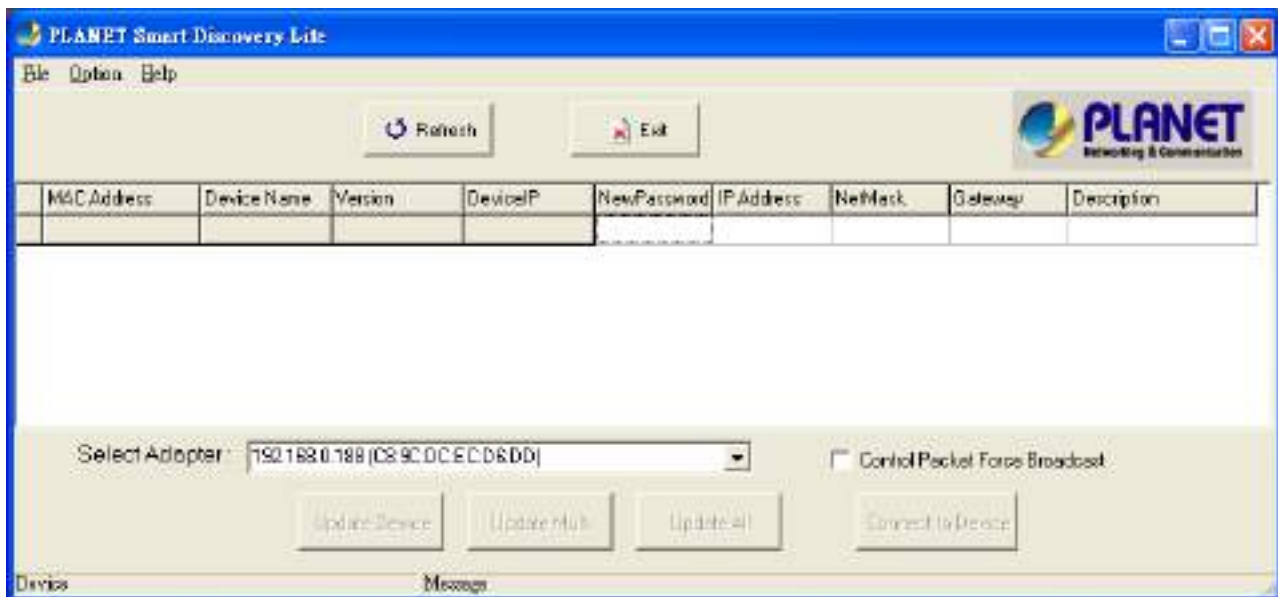 PLANET Smart Discovery Lite
File Option Help
Refresh Exit
PLANET
Networking & Communication
MAC Address Device Name Version DeviceIP NewPassword IP Address NetMask Gateway Description
Select Adapter : 192.168.0.188 (C8:9C:DC:EC:D6:DD)
Control Packet Force Broadcast
Update Device Update Multi Update All Connect to Device
Device Message